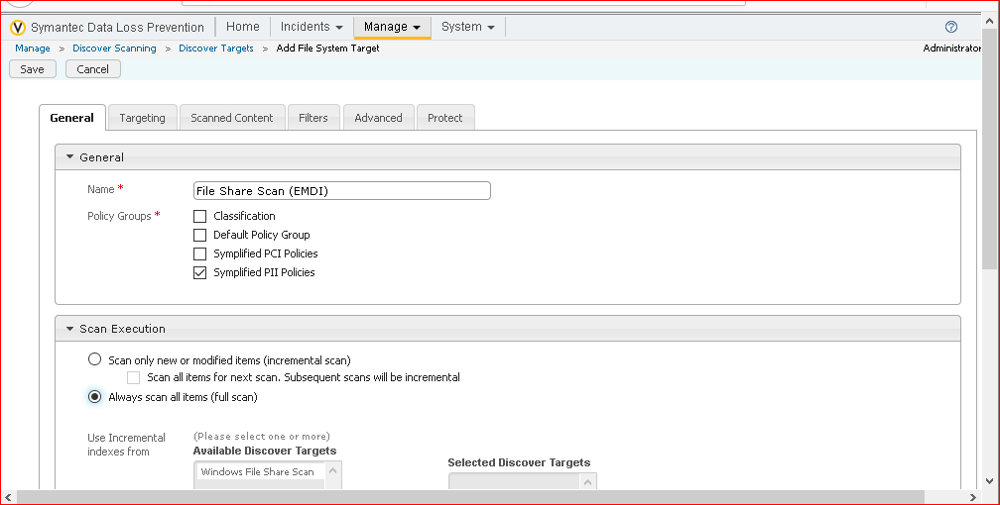 Symantec Data Loss Prevention Home Incidents Manage System
Manage > Discover Scanning > Discover Targets > Add File System Target Administrator
Save Cancel
General Targeting Scanned Content Filters Advanced Protect
General
Name * File Share Scan (EMDI)
Policy Groups * Classification
Default Policy Group
Symplified PCI Policies
Symplified PII Policies
Scan Execution
Scan only new or modified items (incremental scan)
Scan all items for next scan. Subsequent scans will be incremental
Always scan all items (full scan)
Use Incremental indexes from
(Please select one or more)
Available Discover Targets
Windows File Share Scan
Selected Discover Targets